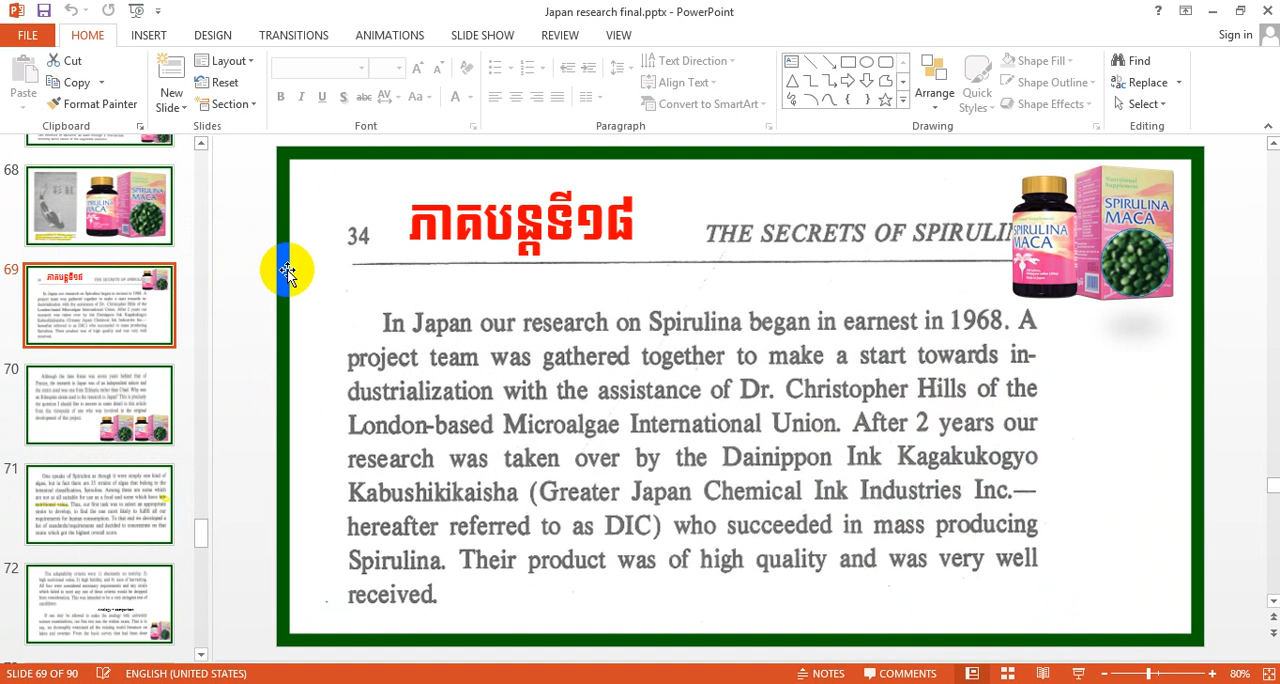 Japan research final.pptx - PowerPoint
Sign in
FILE
HOME
INSERT
DESIGN
TRANSITIONS
ANIMATIONS
SLIDE SHOW
REVIEW
VIEW
Paste
Cut
Copy
Format Painter
Clipboard
New
Slide
Layout
Reset
Section
Slides
Font
Text Direction
Align Text
Convert to SmartArt
Paragraph
Arrange
Quick
Styles
Shape Fill
Shape Outline
Shape Effects
Drawing
Find
Replace
Select
Editing
68
69
70
71
72
34
ភាគបន្តទី១៨
THE SECRETS OF SPIRULIN
Nutritional
Supplement
SPIRULINA
MACA
In Japan our research on Spirulina began in earnest in 1968. A
project team was gathered together to make a start towards in-
dustrialization with the assistance of Dr. Christopher Hills of the
London-based Microalgae International Union. After 2 years our
research was taken over by the Dainippon Ink Kagakukogyo
Kabushikikaisha (Greater Japan Chemical Ink Industries Inc.—
hereafter referred to as DIC) who succeeded in mass producing
Spirulina. Their product was of high quality and was very well
received.
SLIDE 69 OF 90
ENGLISH (UNITED STATES)
NOTES
COMMENTS
80%